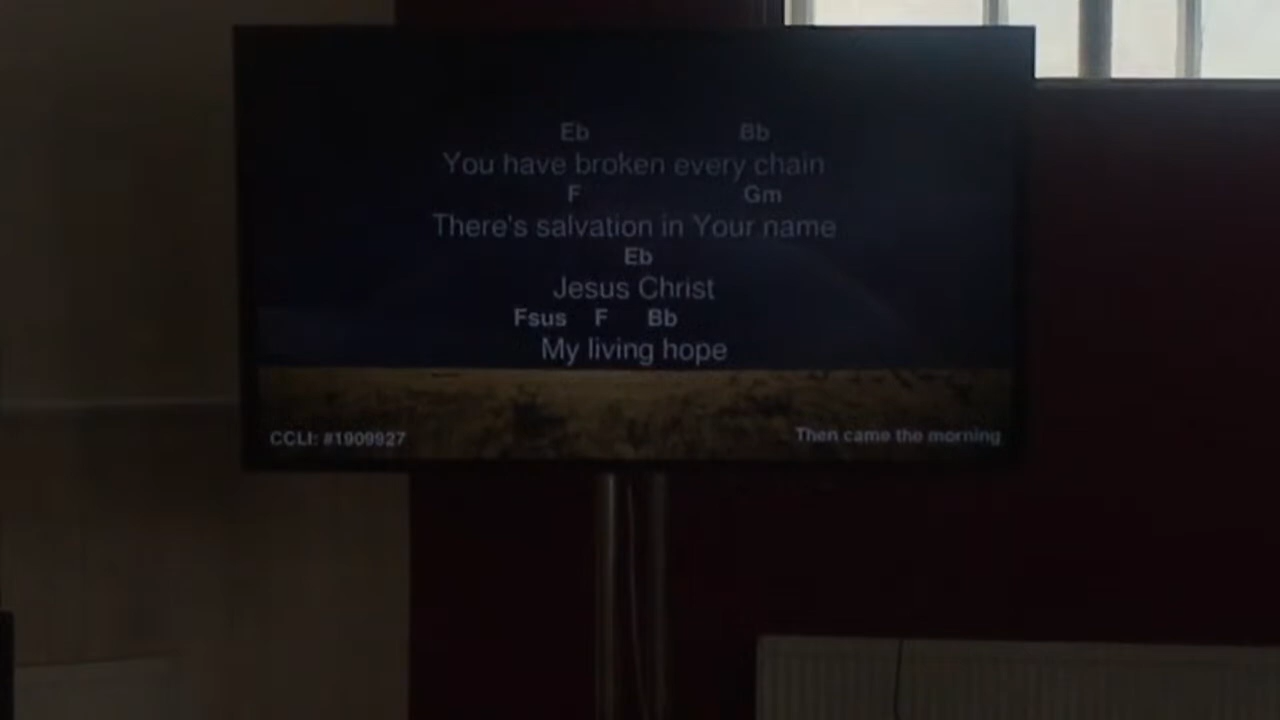 Eb Bb
You have broken every chain
F Gm
There's salvation in Your name
Eb
Jesus Christ
Fsus F Bb
My living hope
CCLI: #1909927
Then came the morning